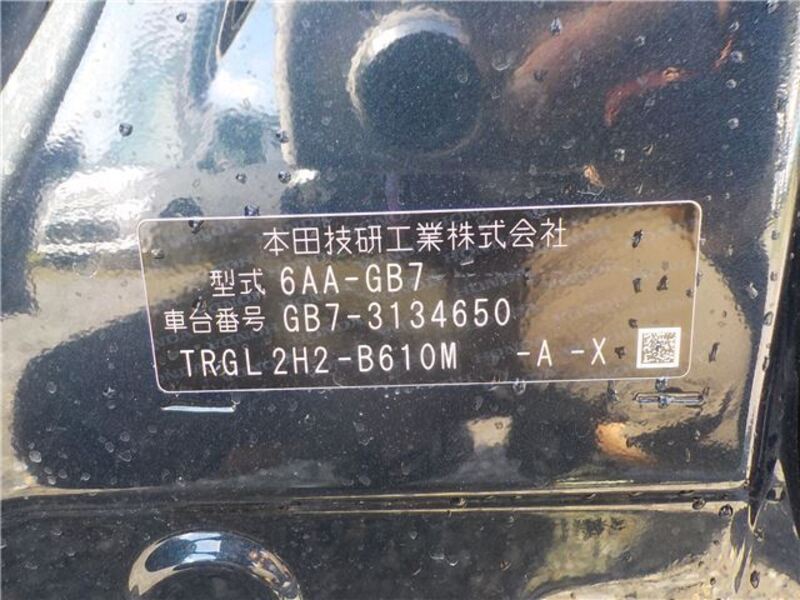 本田技研工業株式会社
型式 6AA-GB7
車台番号 GB7-3134650
TRGL 2H2-B610M -A -X